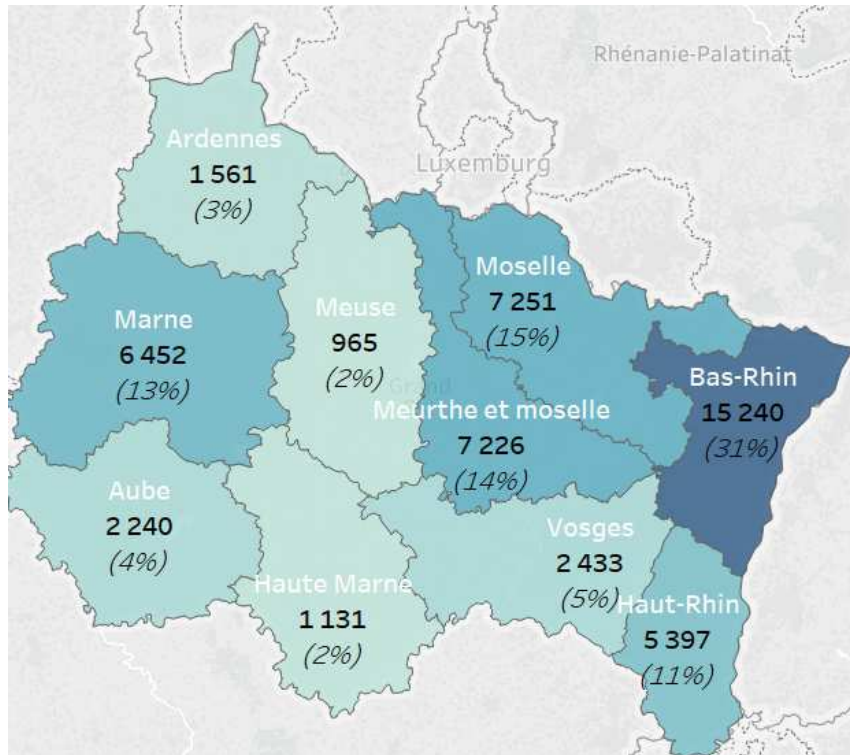 Rhénanie-Palatinat
Ardennes
1 561
(3%)
Luxemburg
Moselle
7 251
(15%)
Meuse
965
(2%)
Marne
6 452
(13%)
Bas-Rhin
15 240
(31%)
Grand
Meurthe et moselle
7 226
(14%)
Aube
2 240
(4%)
Vosges
2 433
(5%)
Haute Marne
1 131
(2%)
Haut-Rhin
5 397
(11%)